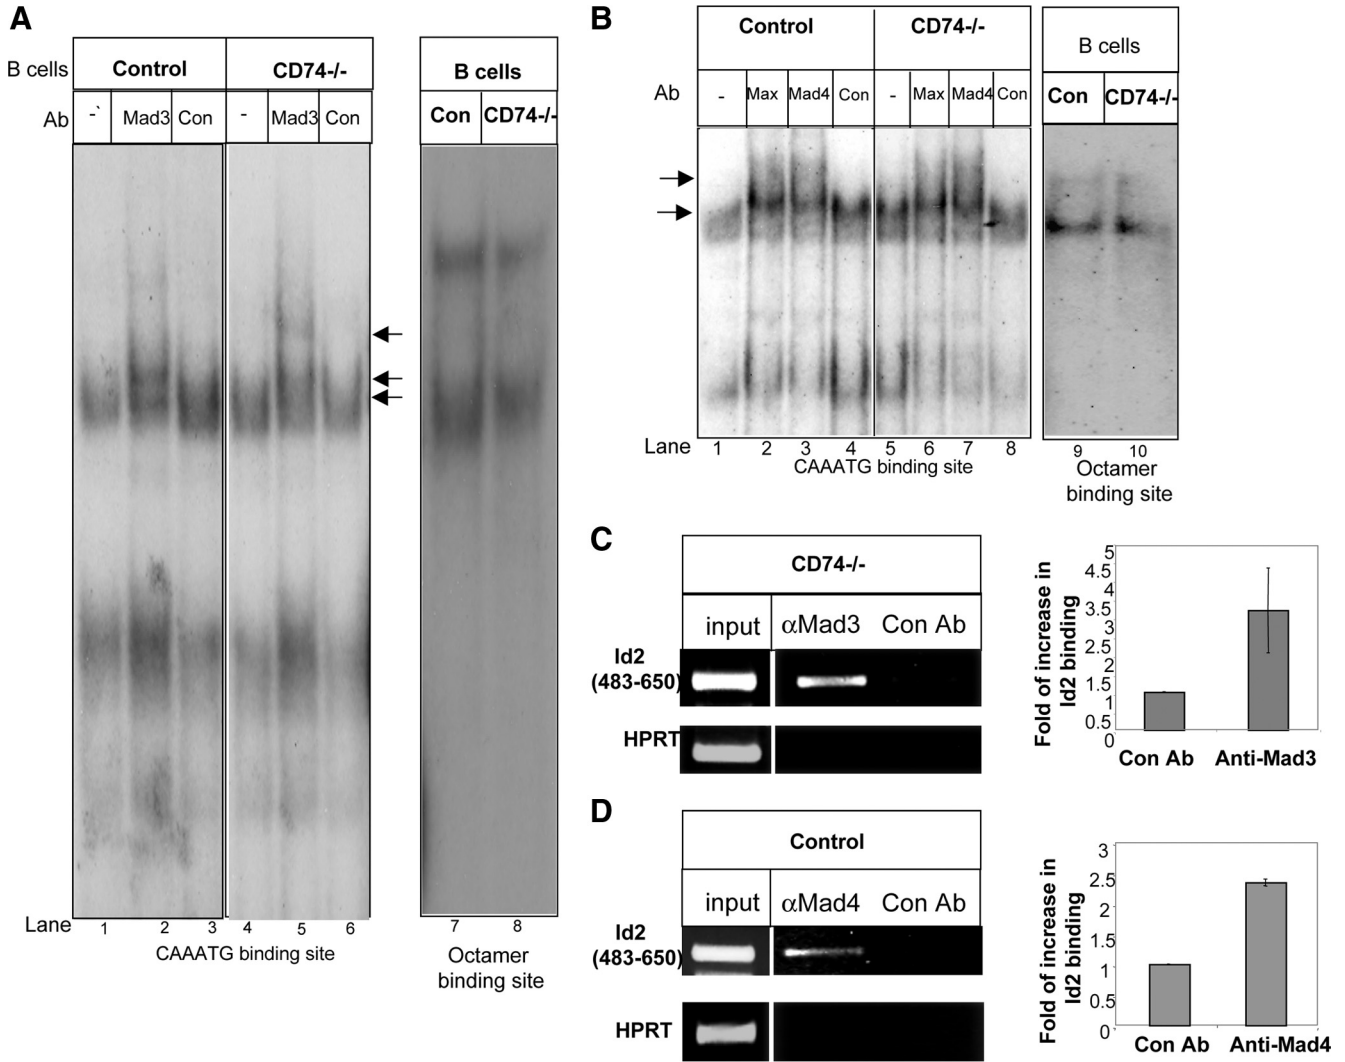 A
B cells Control CD74-/-
Ab -` Mad3 Con - Mad3 Con
B cells
Con CD74-/-
Lane 1 2 3 4 5 6
CAAATG binding site
7 8
Octamer
binding site
B
Control CD74-/-
Ab - Max Mad4 Con - Max Mad4 Con
B cells
Con CD74-/-
Lane 1 2 3 4 5 6 7 8
CAAATG binding site
9 10
Octamer
binding site
C
CD74-/-
input αMad3 Con Ab
Id2
(483-650)
HPRT
Fold of increase in
Id2 binding
5
4.5
4
3.5
3
2.5
2
1.5
1
0.5
0
Con Ab Anti-Mad3
D
Control
input αMad4 Con Ab
Id2
(483-650)
HPRT
Fold of increase in
Id2 binding
3
2.5
2
1.5
1
0.5
0
Con Ab Anti-Mad4